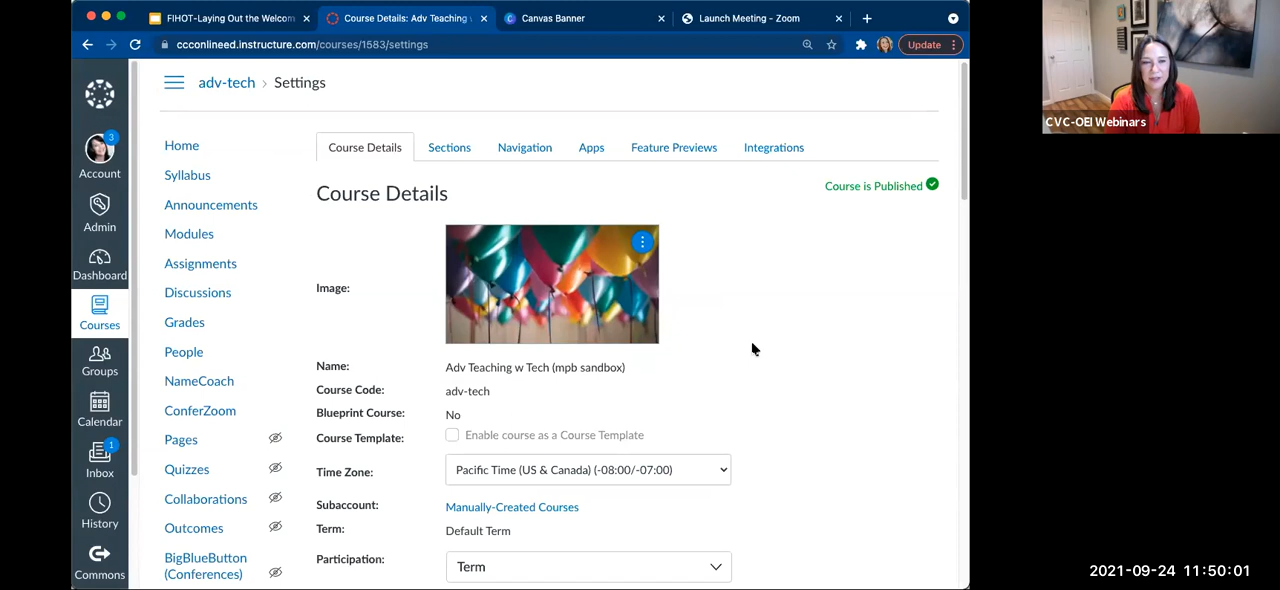 FIHOT-Laying Out the Welcom
Course Details: Adv Teaching
Canvas Banner
Launch Meeting - Zoom
ccconlineed.instructure.com/courses/1583/settings
Update
CVC-OEI Webinars
adv-tech › Settings
3
Account
Admin
Dashboard
Courses
Groups
Calendar
1
Inbox
History
Commons
Home
Syllabus
Announcements
Modules
Assignments
Discussions
Grades
People
NameCoach
ConferZoom
Pages
Quizzes
Collaborations
Outcomes
BigBlueButton
(Conferences)
Course Details
Sections
Navigation
Apps
Feature Previews
Integrations
Course Details
Course is Published
Image:
Name: Adv Teaching w Tech (mpb sandbox)
Course Code: adv-tech
Blueprint Course: No
Course Template: Enable course as a Course Template
Time Zone: Pacific Time (US & Canada) (-08:00/-07:00)
Subaccount: Manually-Created Courses
Term: Default Term
Participation: Term
2021-09-24 11:50:01